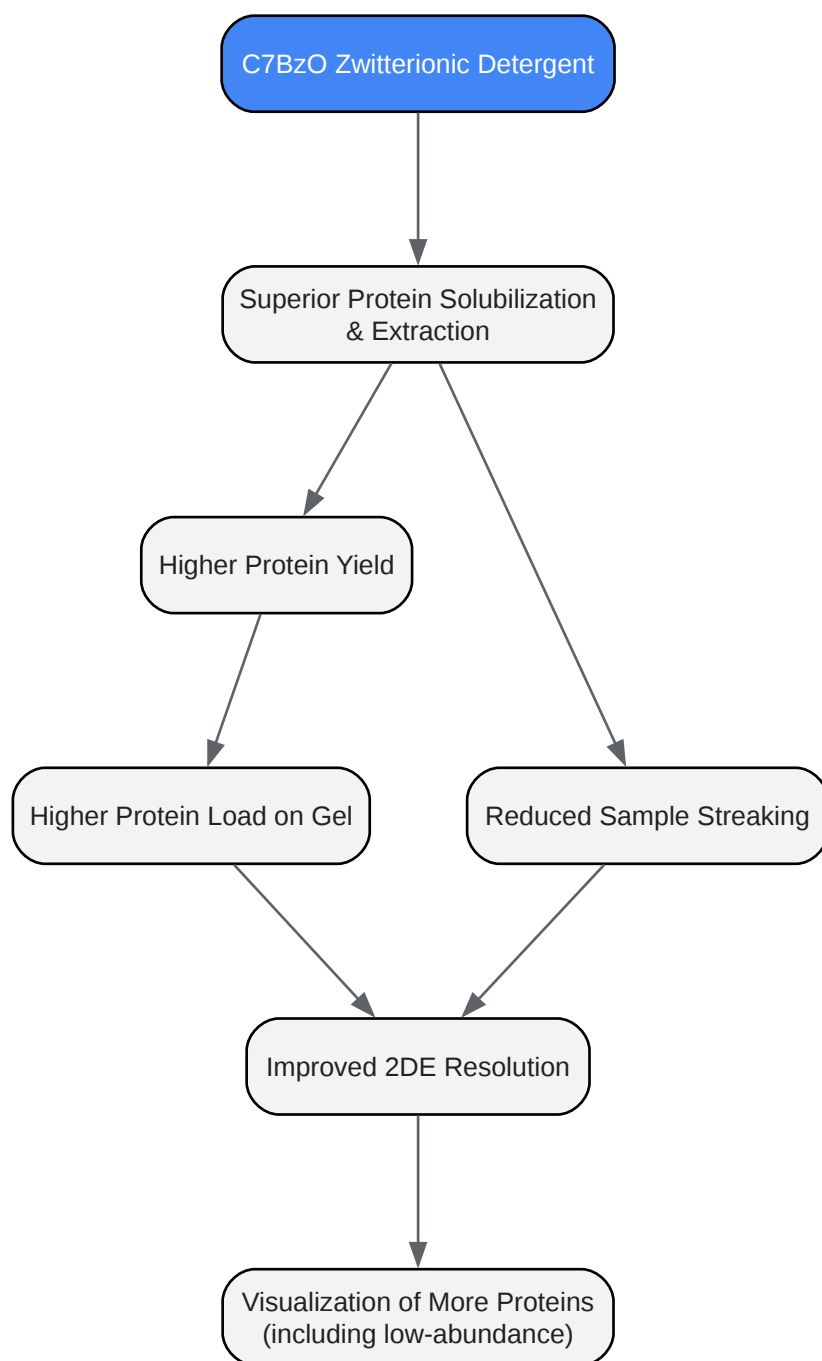 C7BzO Zwitterionic Detergent
Superior Protein Solubilization
& Extraction
Higher Protein Yield
Higher Protein Load on Gel
Reduced Sample Streaking
Improved 2DE Resolution
Visualization of More Proteins
(including low-abundance)